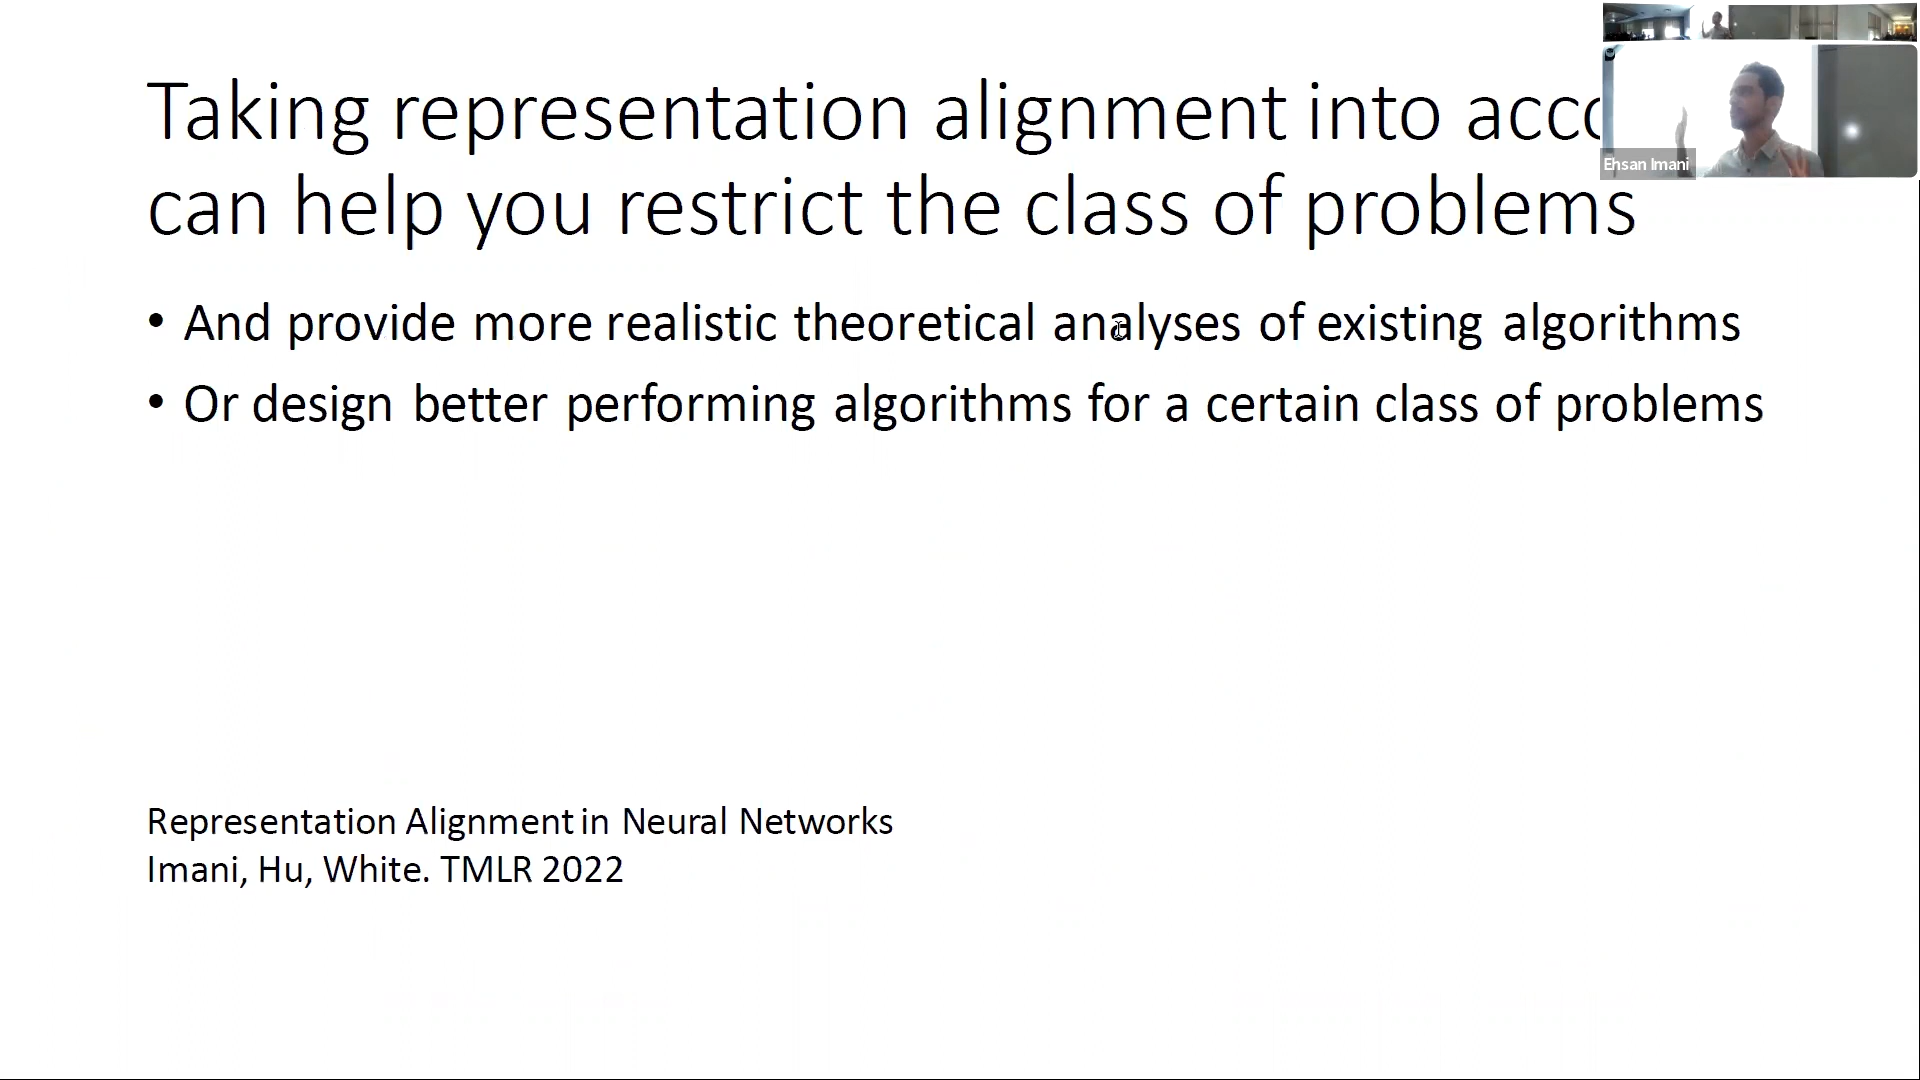 Taking representation alignment into acco
can help you restrict the class of problems
• And provide more realistic theoretical analyses of existing algorithms
• Or design better performing algorithms for a certain class of problems
Representation Alignment in Neural Networks
Imani, Hu, White. TMLR 2022
Ehsan Imani